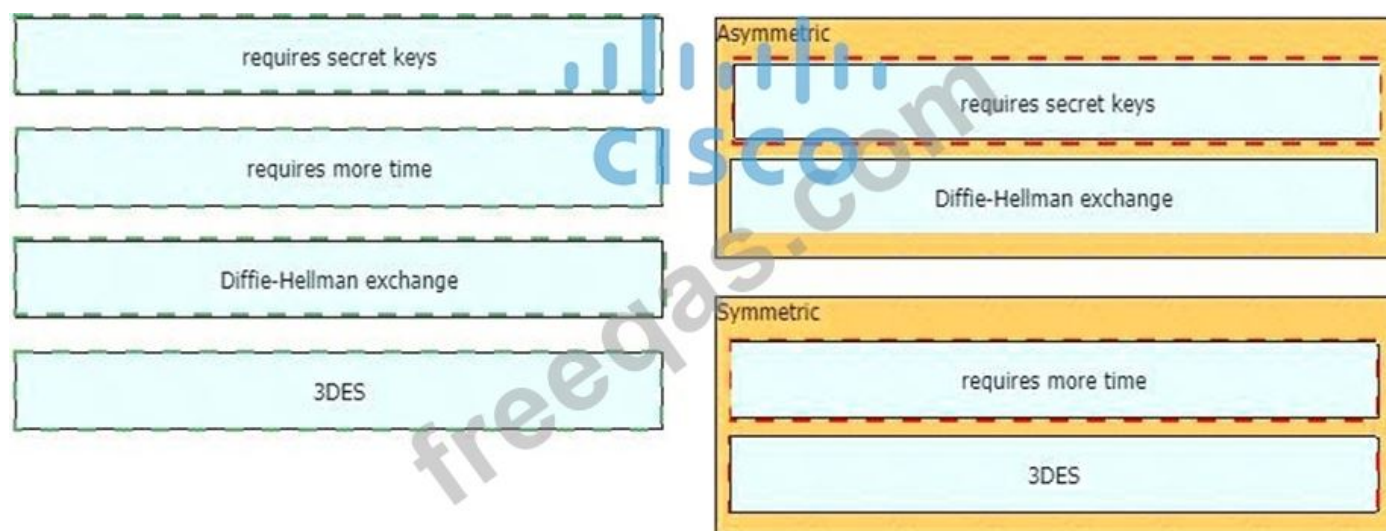 requires secret keys
requires more time
Diffie-Hellman exchange
3DES
Asymmetric
requires secret keys
Diffie-Hellman exchange
Symmetric
requires more time
3DES
CISCO
freeqas.com